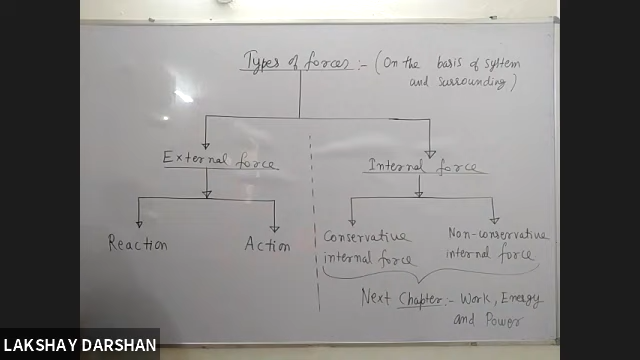 Types of forces:- (On the basis of system
and surrounding)
External force
Internal force
Reaction
Action
Conservative
internal force
Non-conservative
internal force
Next Chapter:- Work, Energy
and Power
LAKSHAY DARSHAN